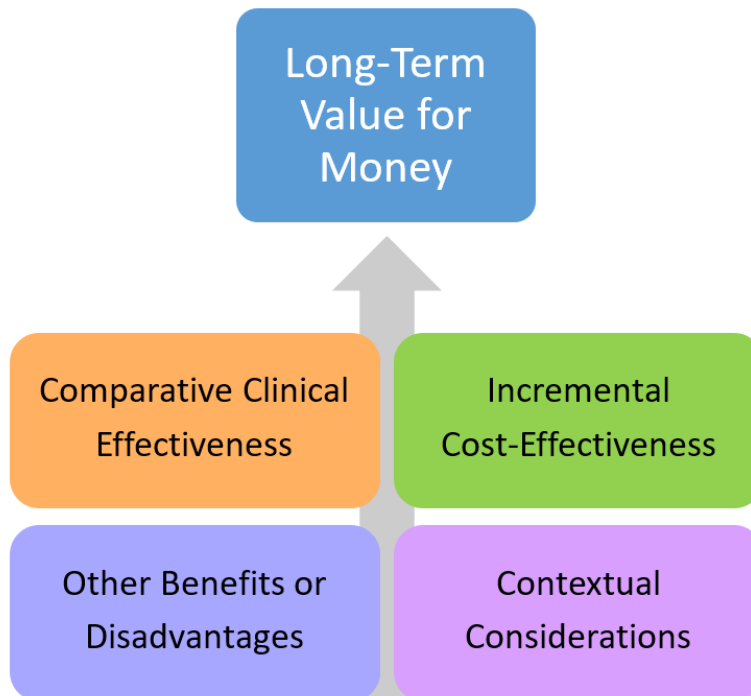 Long-Term
Value for
Money
Comparative Clinical
Effectiveness
Incremental
Cost-Effectiveness
Other Benefits or
Disadvantages
Contextual
Considerations